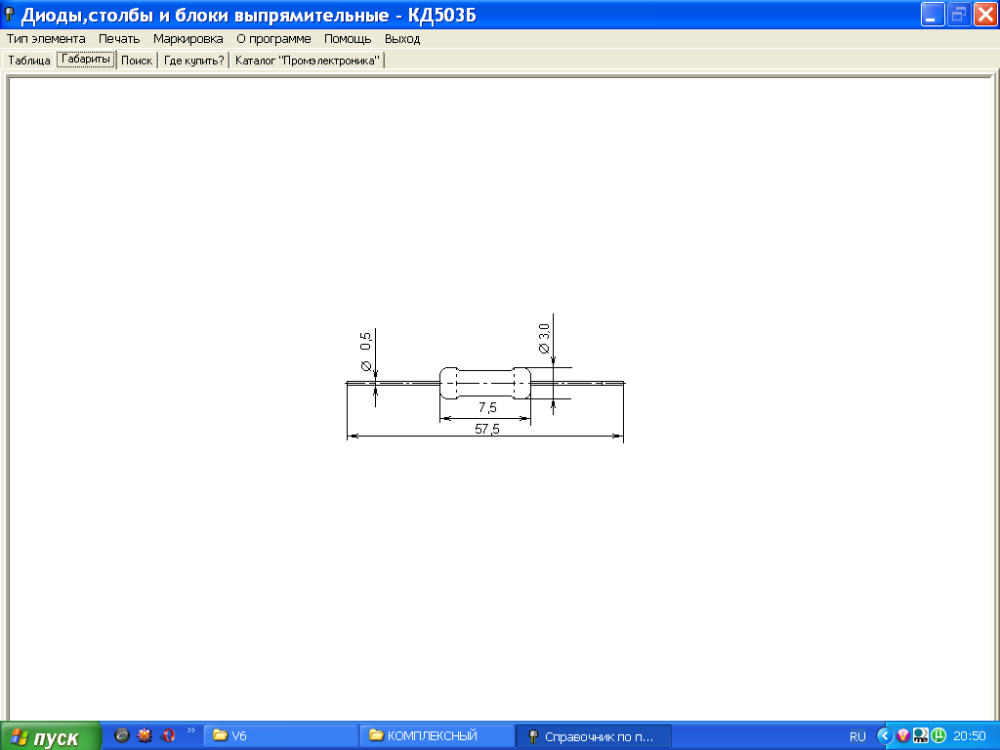 Диоды,столбы и блоки выпрямительные - КД503Б
Тип элемента Печать Маркировка О программе Помощь Выход
Таблица Габариты Поиск Где купить? Каталог "Промэлектроника"
Ø 0,5
Ø 3,0
7,5
57,5
пуск » V6 КОМПЛЕКСНЫЙ Справочник по п... RU 20:50